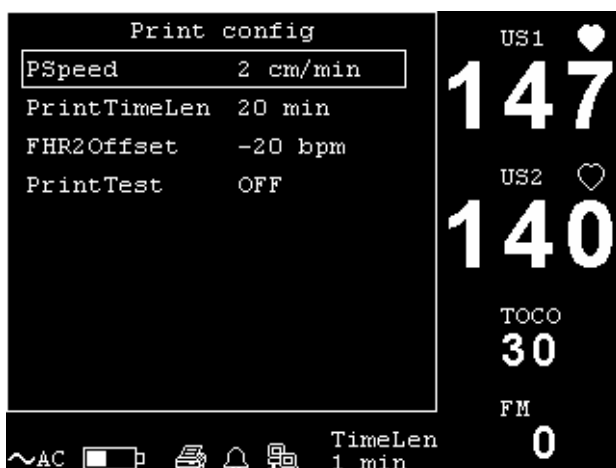 Print config
PSpeed 2 cm/min
PrintTimeLen 20 min
FHR2Offset -20 bpm
PrintTest OFF
US1
147
US2
140
TOCO
30
FM
0
AC
TimeLen
1 min